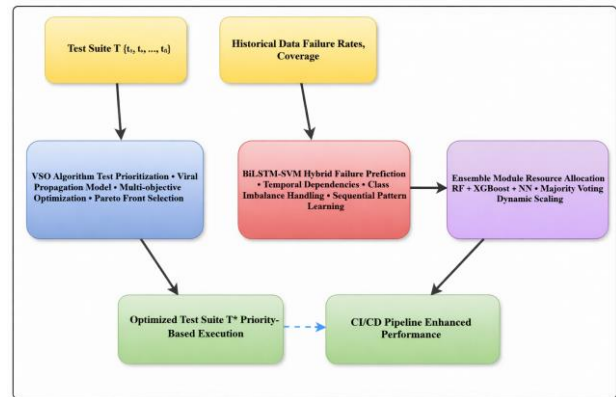 Test Suite T {t₁, t₂, ..., tₙ}
Historical Data Failure Rates,
Coverage
VSO Algorithm Test Prioritization • Viral
Propagation Model • Multi-objective
Optimization • Pareto Front Selection
BiLSTM-SVM Hybrid Failure Prefiction
• Temporal Dependencies • Class
Imbalance Handling • Sequential Pattern
Learning
Ensemble Module Resource Allocation
RF + XGBoost + NN • Majority Voting
Dynamic Scaling
Optimized Test Suite T* Priority-
Based Execution
CI/CD Pipeline Enhanced
Performance